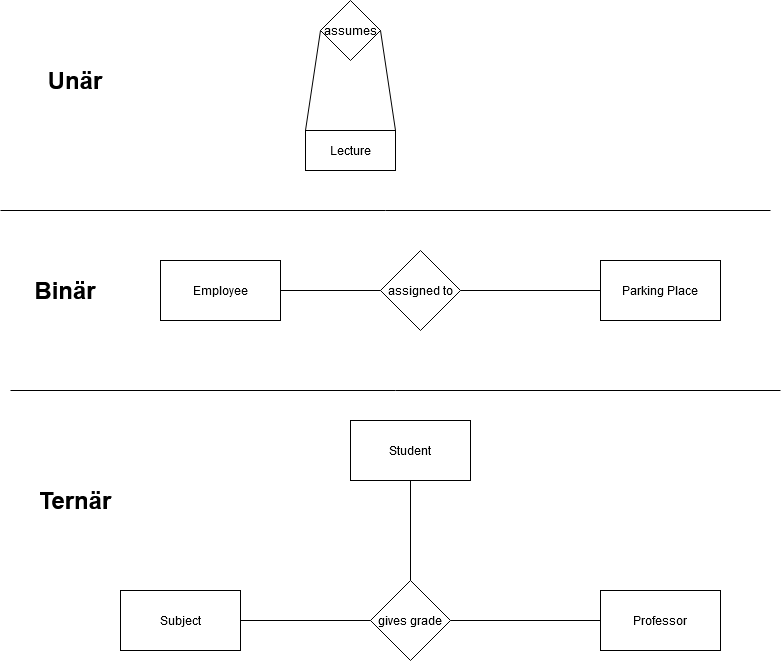 assumes
Unär
Lecture
Binär
Employee
assigned to
Parking Place
Student
Ternär
Subject
gives grade
Professor